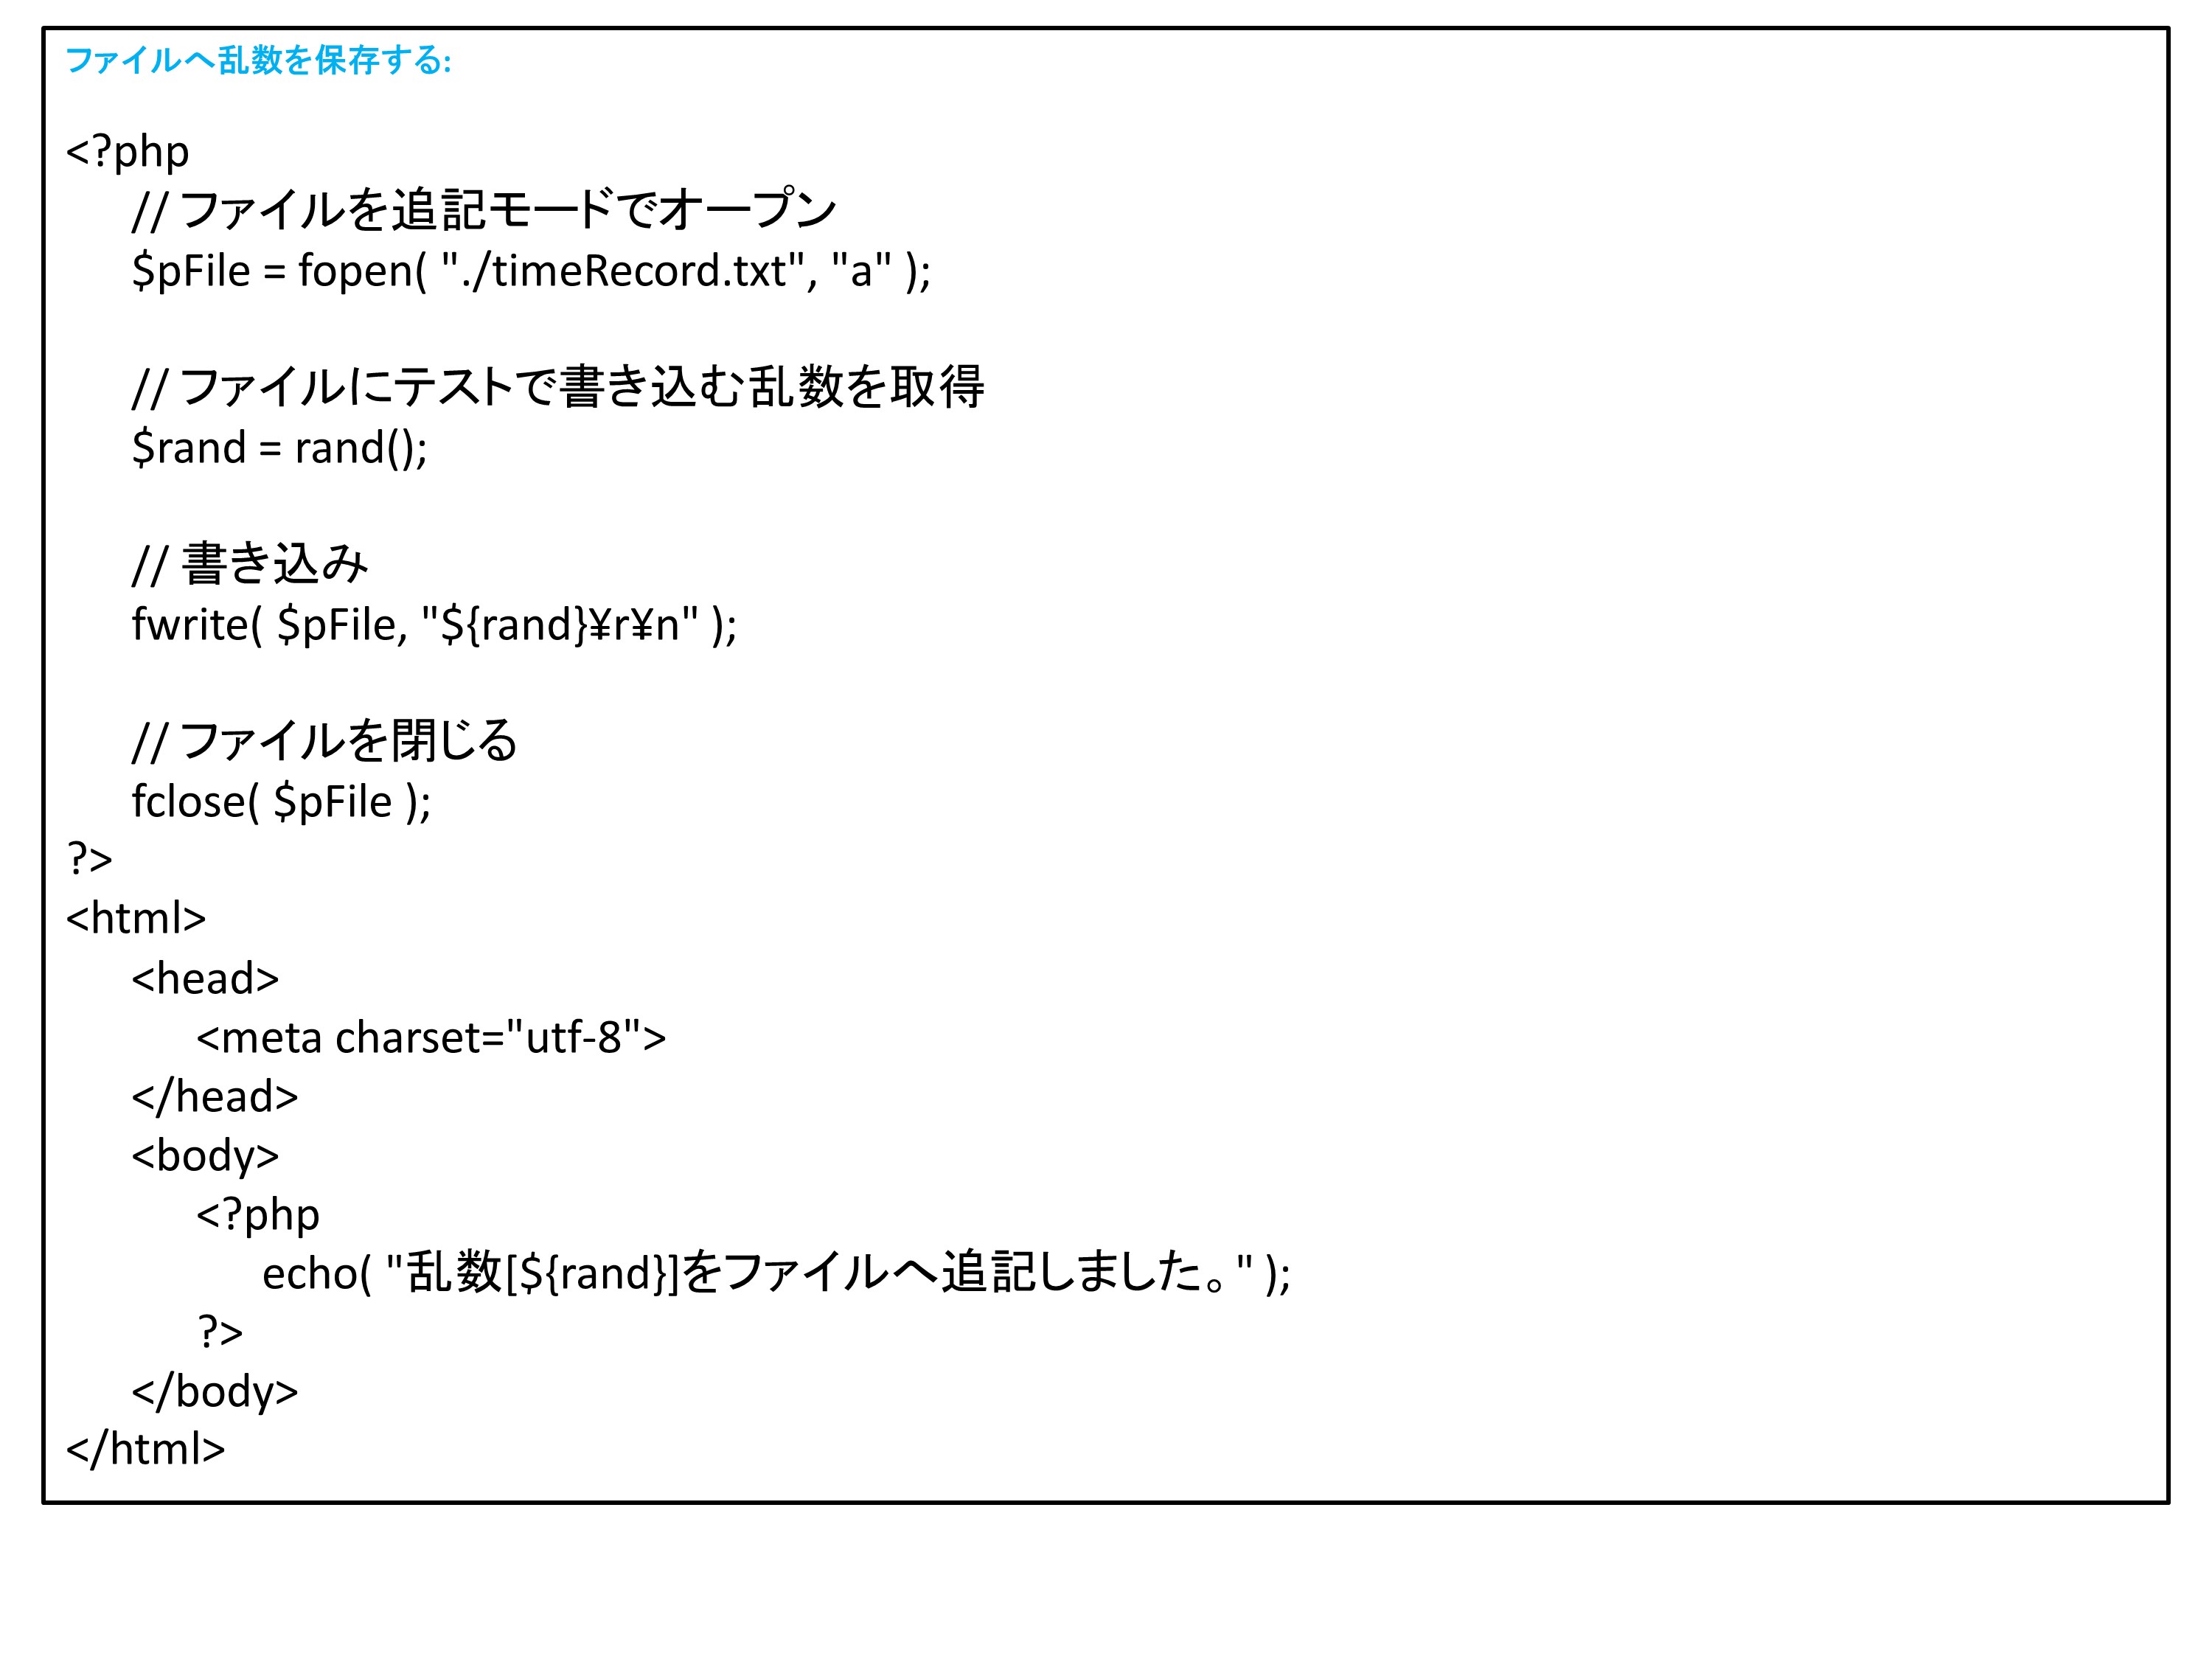 ファイルへ乱数を保存する:
<?php
// ファイルを追記モードでオープン
$pFile = fopen( "./timeRecord.txt", "a" );
// ファイルにテストで書き込む乱数を取得
$rand = rand();
// 書き込み
fwrite( $pFile, "${rand}¥r¥n" );
// ファイルを閉じる
fclose( $pFile );
?>
<html>
<head>
<meta charset="utf-8">
</head>
<body>
<?php
echo( "乱数[${rand}]をファイルへ追記しました。" );
?>
</body>
</html>